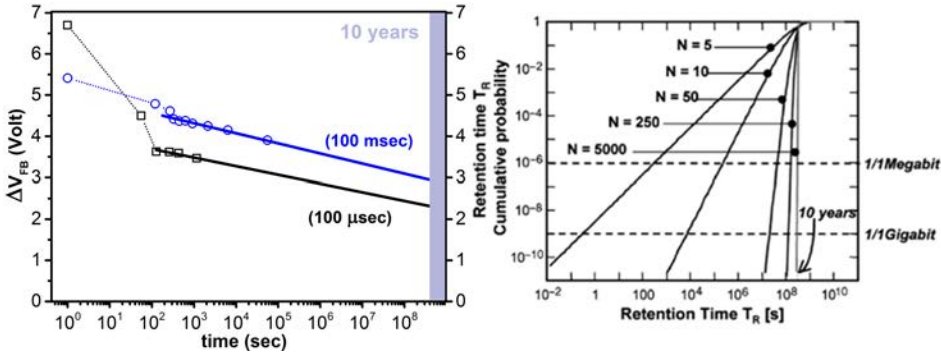 10 years
(100 msec)
(100 μsec)
ΔV_FB (Volt)
7
6
5
4
3
2
1
0
7
6
5
4
3
2
1
0
10^0 10^1 10^2 10^3 10^4 10^5 10^6 10^7 10^8
time (sec)
Retention time T_R
Cumulative probability
1
10^-2
10^-4
10^-6
10^-8
10^-10
N = 5
N = 10
N = 50
N = 250
N = 5000
1/1Megabit
10 years
1/1Gigabit
10^-2 1 100 10^4 10^6 10^8 10^10
Retention Time T_R [s]